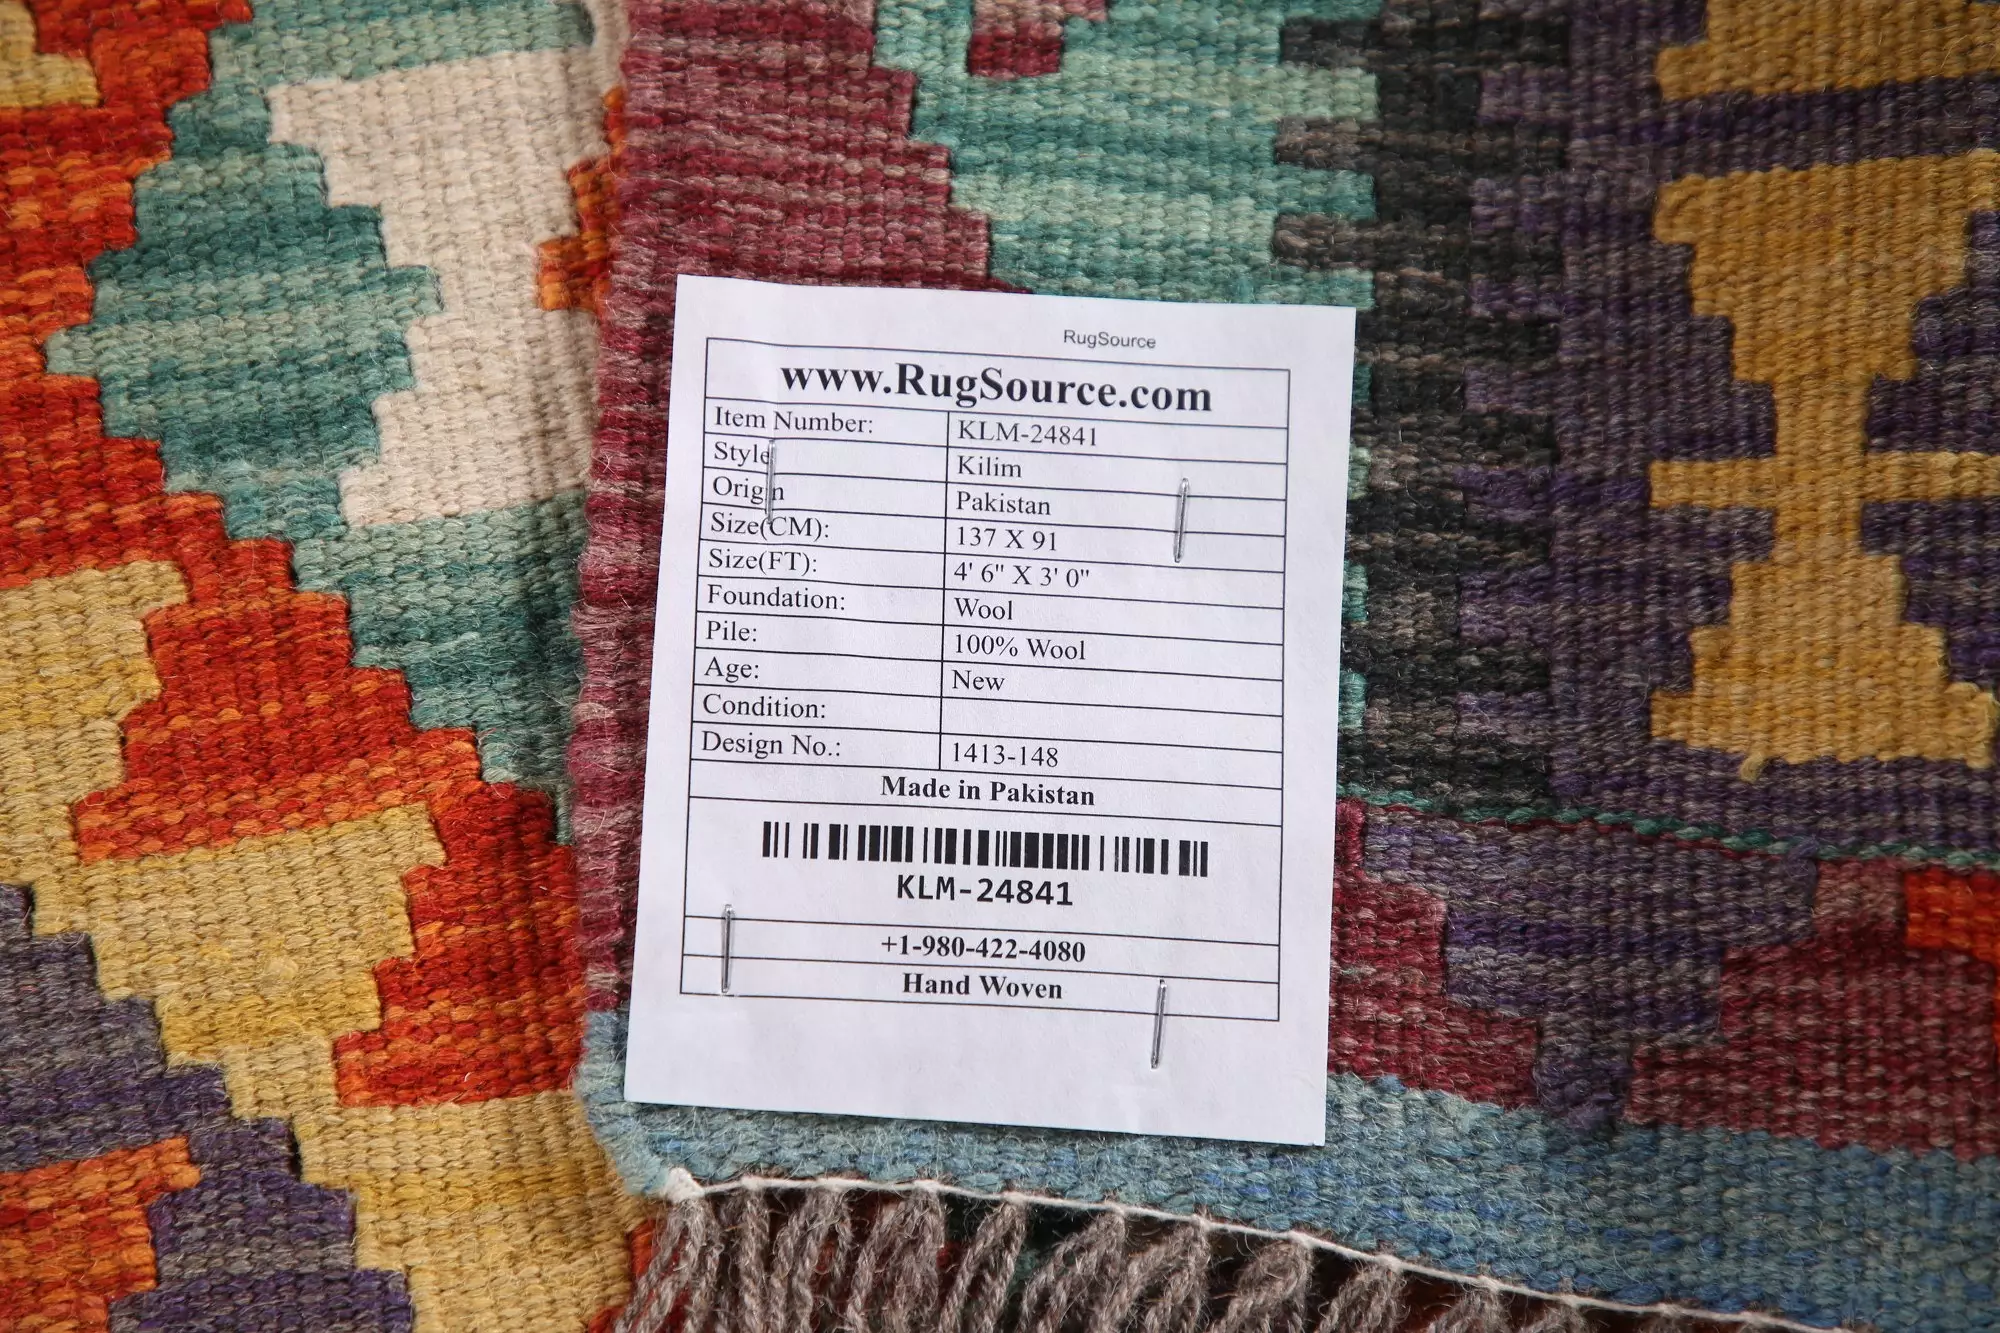 RugSource
www.RugSource.com
Item Number: KLM-24841
Style Kilim
Origin Pakistan
Size(CM): 137 X 91
Size(FT): 4' 6" X 3' 0"
Foundation: Wool
Pile: 100% Wool
Age: New
Condition:
Design No.: 1413-148
Made in Pakistan
KLM-24841
+1-980-422-4080
Hand Woven